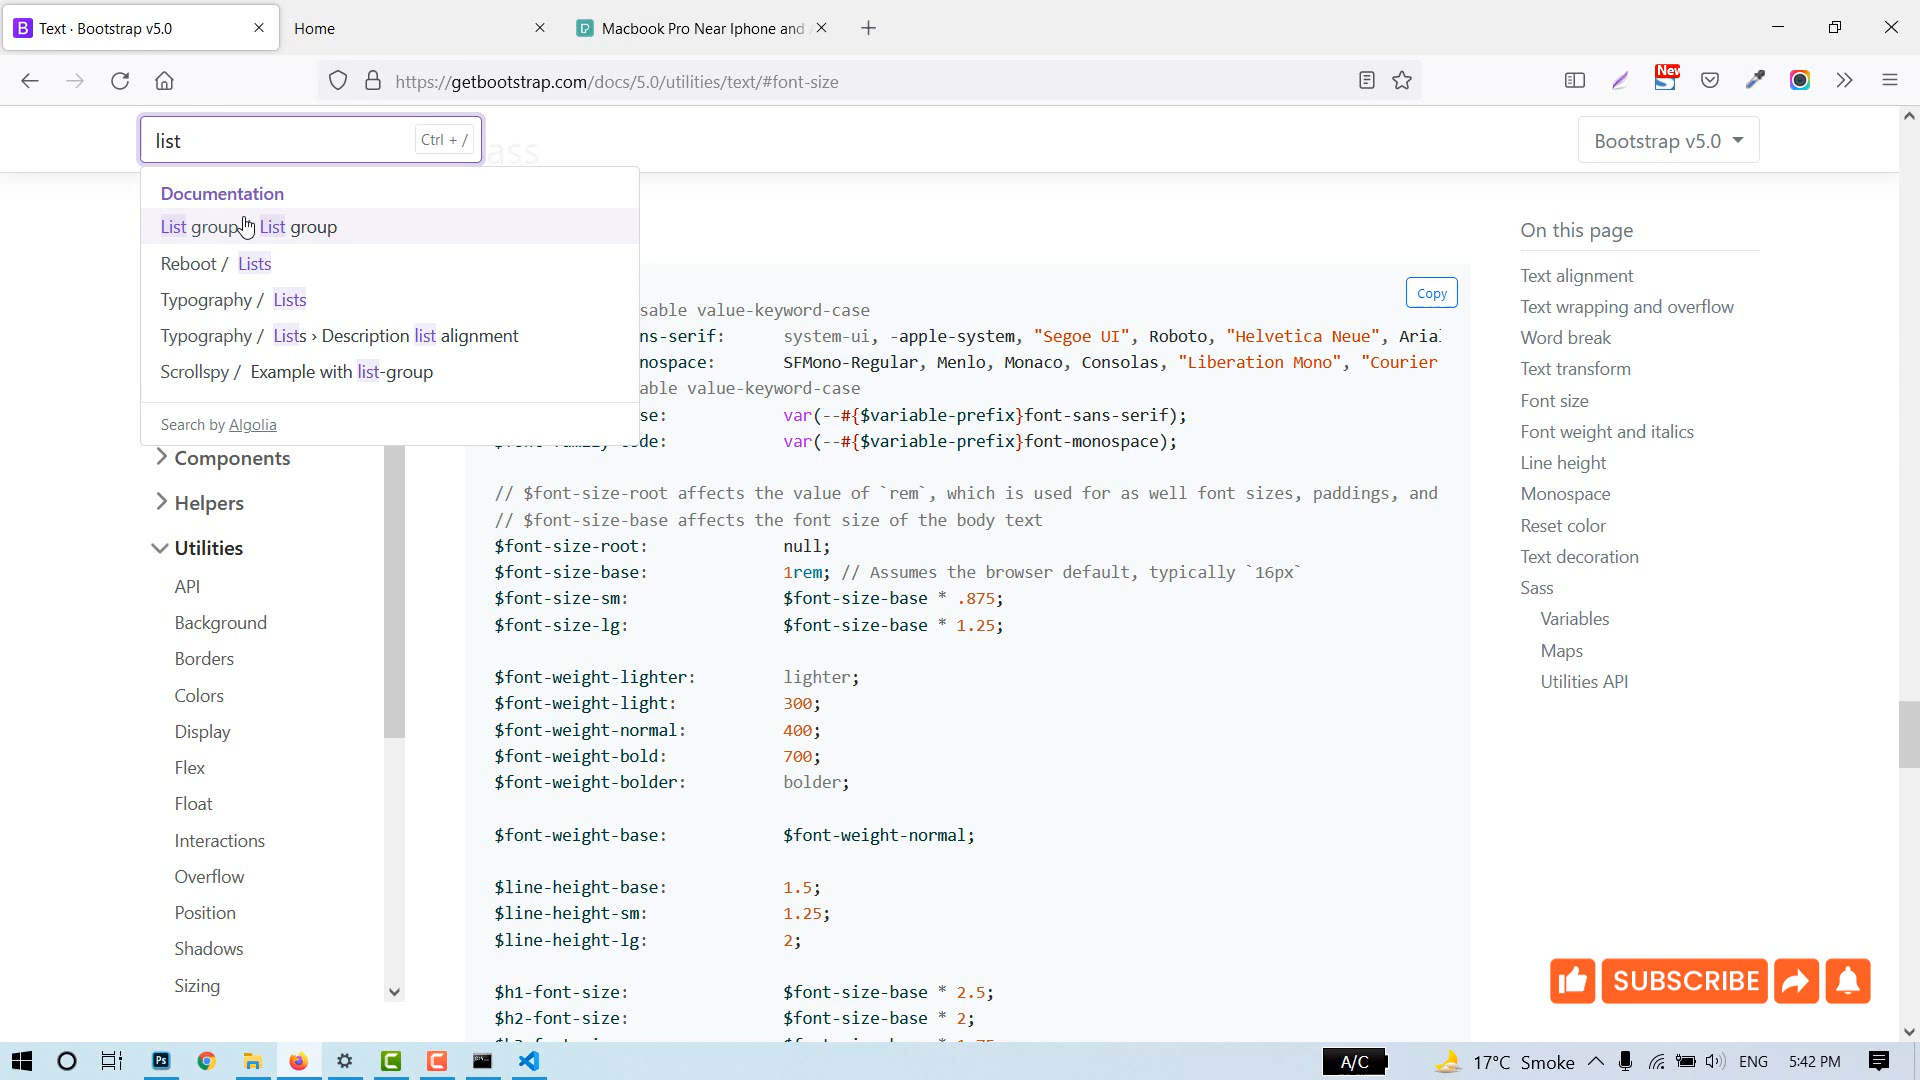 Text · Bootstrap v5.0
Home
Macbook Pro Near Iphone and
New
https://getbootstrap.com/docs/5.0/utilities/text/#font-size
list
Ctrl + /
ass
Bootstrap v5.0
Documentation
List group List group
Reboot / Lists
Typography / Lists
Typography / Lists › Description list alignment
Scrollspy / Example with list-group
Search by Algolia
Components
Helpers
Utilities
API
Background
Borders
Colors
Display
Flex
Float
Interactions
Overflow
Position
Shadows
Sizing
Copy
sable value-keyword-case
ns-serif: system-ui, -apple-system, "Segoe UI", Roboto, "Helvetica Neue", Aria
nospace: SFMono-Regular, Menlo, Monaco, Consolas, "Liberation Mono", "Courier
able value-keyword-case
se: var(--#{$variable-prefix}font-sans-serif);
de: var(--#{$variable-prefix}font-monospace);
// $font-size-root affects the value of `rem`, which is used for as well font sizes, paddings, and
// $font-size-base affects the font size of the body text
$font-size-root: null;
$font-size-base: 1rem; // Assumes the browser default, typically `16px`
$font-size-sm: $font-size-base * .875;
$font-size-lg: $font-size-base * 1.25;
$font-weight-lighter: lighter;
$font-weight-light: 300;
$font-weight-normal: 400;
$font-weight-bold: 700;
$font-weight-bolder: bolder;
$font-weight-base: $font-weight-normal;
$line-height-base: 1.5;
$line-height-sm: 1.25;
$line-height-lg: 2;
$h1-font-size: $font-size-base * 2.5;
$h2-font-size: $font-size-base * 2;
On this page
Text alignment
Text wrapping and overflow
Word break
Text transform
Font size
Font weight and italics
Line height
Monospace
Reset color
Text decoration
Sass
Variables
Maps
Utilities API
SUBSCRIBE
Ps
A/C
17°C Smoke
ENG
5:42 PM